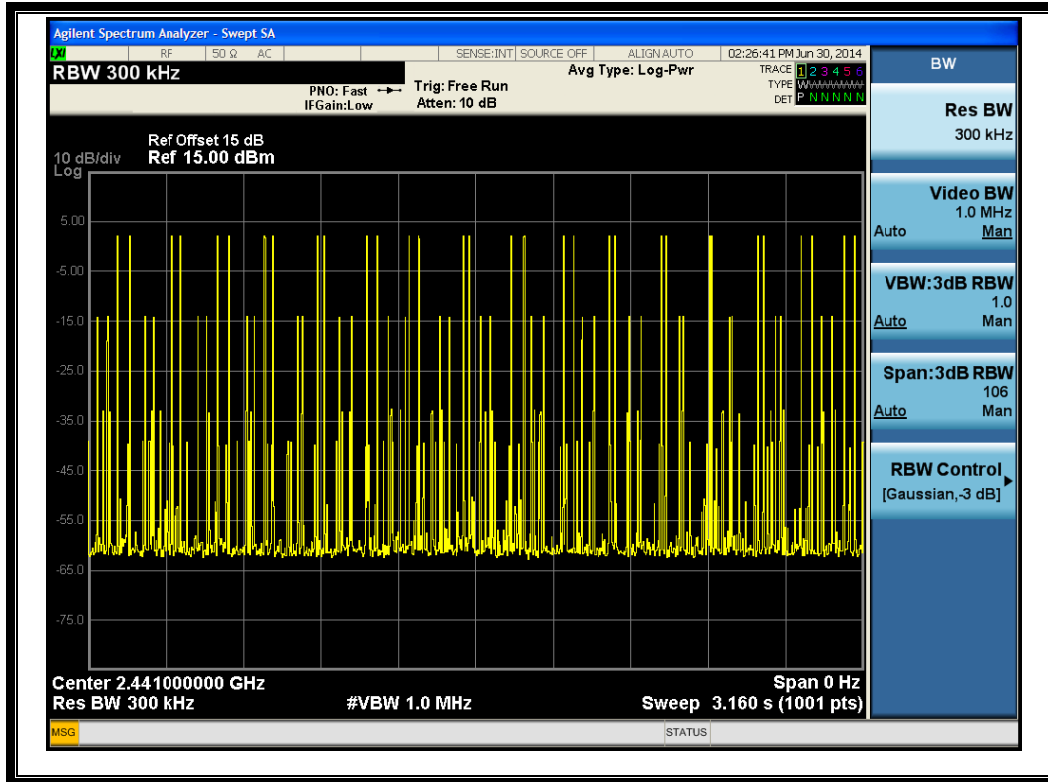 Agilent Spectrum Analyzer - Swept SA
LXI RF 50 Ω AC SENSE:INT SOURCE OFF ALIGN AUTO 02:26:41 PM Jun 30, 2014
RBW 300 kHz
PNO: Fast
IFGain:Low
Trig: Free Run
Atten: 10 dB
Avg Type: Log-Pwr
TRACE 1 2 3 4 5 6
TYPE WWWWWW
DET P N N N N N
Ref Offset 15 dB
10 dB/div Ref 15.00 dBm
Log
5.00
-5.00
-15.0
-25.0
-35.0
-45.0
-55.0
-65.0
-75.0
Center 2.441000000 GHz Span 0 Hz
Res BW 300 kHz #VBW 1.0 MHz Sweep 3.160 s (1001 pts)
MSG STATUS
BW
Res BW
300 kHz
Video BW
1.0 MHz
Auto Man
VBW:3dB RBW
1.0
Auto Man
Span:3dB RBW
106
Auto Man
RBW Control
[Gaussian,-3 dB]